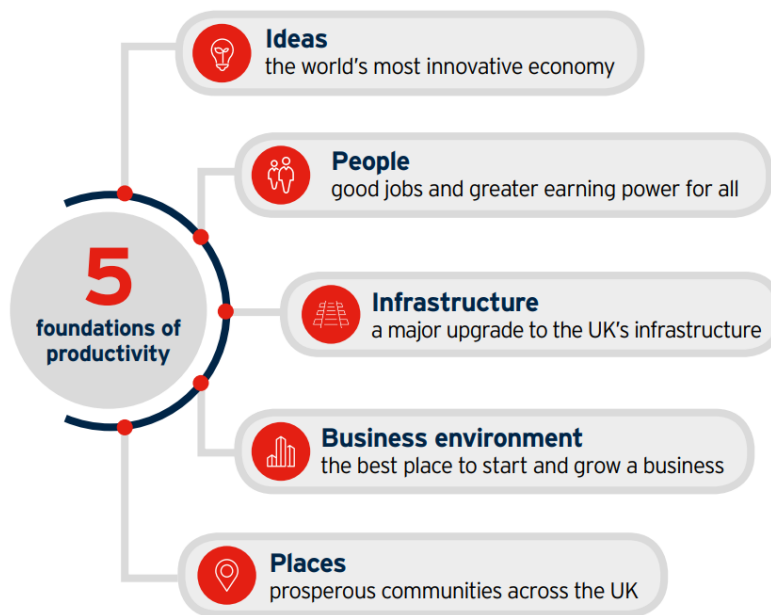 Ideas
the world's most innovative economy
People
good jobs and greater earning power for all
5
foundations of
productivity
Infrastructure
a major upgrade to the UK's infrastructure
Business environment
the best place to start and grow a business
Places
prosperous communities across the UK